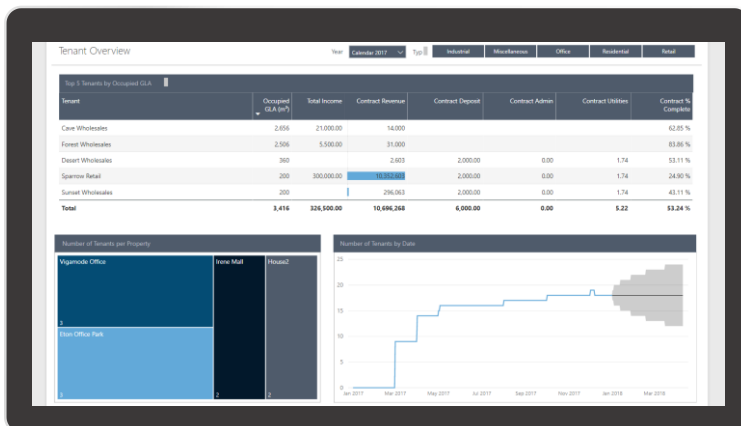 Tenant Overview
Year Calendar 2017 Typ Industrial Miscellaneous Office Residential Retail
Top 5 Tenants by Occupied GLA
Tenant Occupied GLA (m²) Total Income Contract Revenue Contract Deposit Contract Admin Contract Utilities Contract % Complete
Cave Wholesales 2,656 21,000.00 14,000 62.85 %
Forest Wholesales 2,506 5,500.00 31,000 83.86 %
Desert Wholesales 360 2,603 2,000.00 0.00 1.74 53.11 %
Sparrow Retail 200 300,000.00 10,352,603 2,000.00 0.00 1.74 24.90 %
Sunset Wholesales 200 296,063 2,000.00 0.00 1.74 43.11 %
Total 3,416 326,500.00 10,696,268 6,000.00 0.00 5.22 53.24 %
Number of Tenants per Property
Vigamode Office
3
Eton Office Park
3
Irene Mall
2
House2
2
Number of Tenants by Date
25
20
15
10
5
0
Jan 2017 Mar 2017 May 2017 Jul 2017 Sep 2017 Nov 2017 Jan 2018 Mar 2018